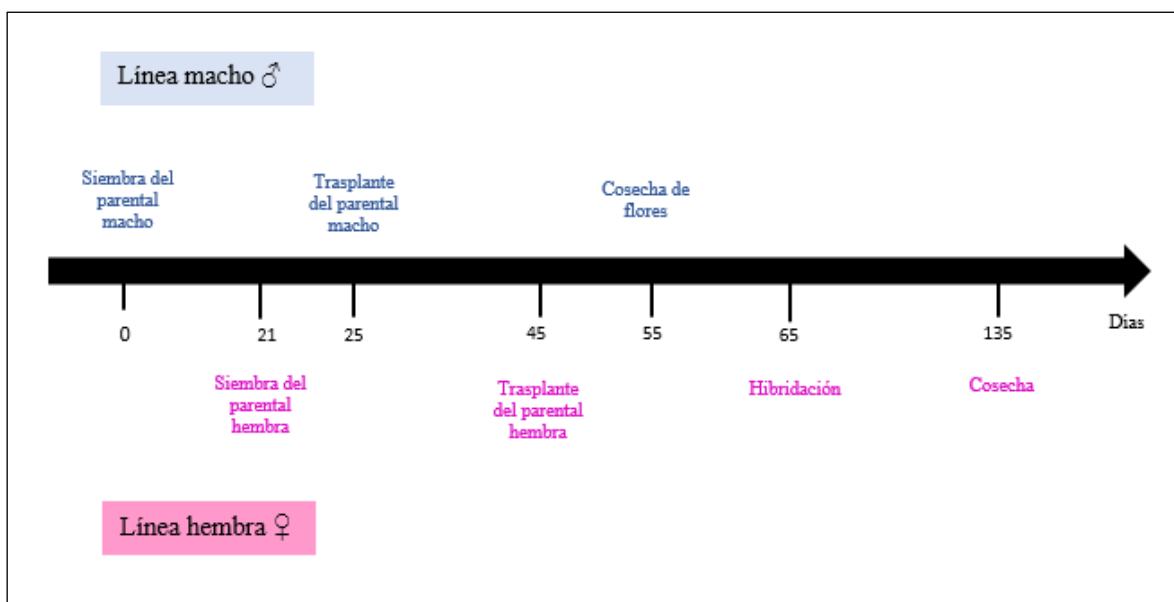 Línea macho ♂
Siembra del
parental
macho
Trasplante
del parental
macho
Cosecha de
flores
0
21
25
45
55
65
135
Dias
Siembra del
parental
hembra
Trasplante
del parental
hembra
Hibridación
Cosecha
Línea hembra ♀